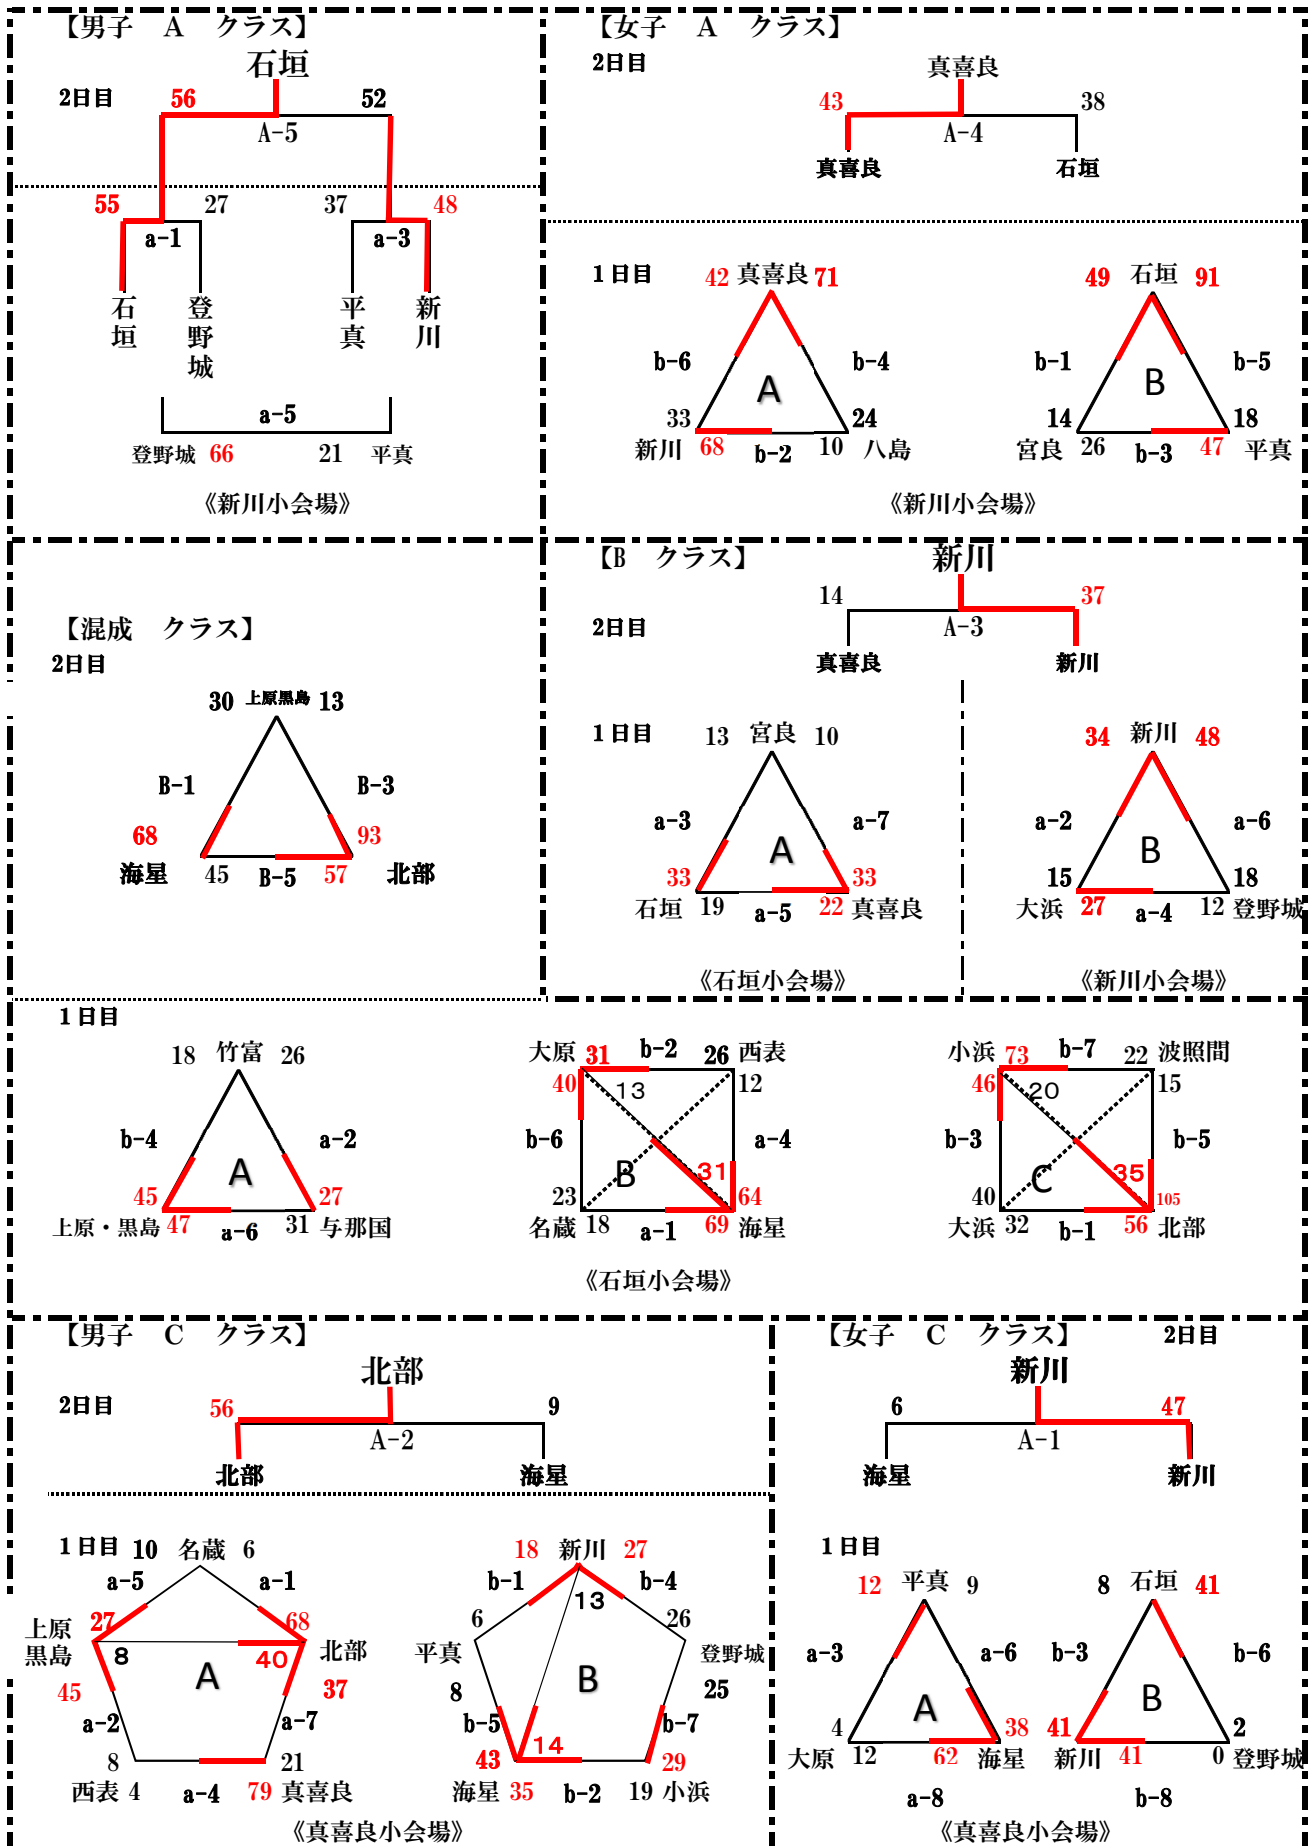 【男子　A　クラス】
石垣
2日目
56
52
A-5
55
27
37
48
a-1
a-3
石垣
登野城
平真
新川
a-5
登野城
66
21
平真
《新川小会場》
【女子　A　クラス】
2日目
真喜良
43
38
A-4
真喜良
石垣
1日目
42
真喜良
71
b-6
b-4
A
33
24
新川
68
b-2
10
八島
49
石垣
91
b-1
b-5
B
14
18
宮良
26
b-3
47
平真
《新川小会場》
【混成　クラス】
2日目
30
上原黒島
13
B-1
B-3
68
93
海星
45
B-5
57
北部
【B　クラス】
新川
2日目
14
37
A-3
真喜良
新川
1日目
13
宮良
10
a-3
a-7
A
33
33
石垣
19
a-5
22
真喜良
《石垣小会場》
34
新川
48
a-2
a-6
B
15
18
大浜
27
a-4
12
登野城
《新川小会場》
1日目
18
竹富
26
b-4
a-2
A
45
27
上原・黒島
47
a-6
31
与那国
大原
31
b-2
26
西表
40
13
12
b-6
a-4
B
31
23
64
名蔵
18
a-1
69
海星
小浜
73
b-7
22
波照間
46
20
15
b-3
b-5
C
35
40
105
大浜
32
b-1
56
北部
《石垣小会場》
【男子　C　クラス】
北部
2日目
56
9
A-2
北部
海星
1日目
10
名蔵
6
a-5
a-1
上原
黒島
27
68
8
40
北部
A
45
37
a-2
a-7
8
21
西表
4
a-4
79
真喜良
18
新川
27
b-1
b-4
13
6
26
平真
登野城
B
8
25
b-5
b-7
43
14
29
海星
35
b-2
19
小浜
《真喜良小会場》
【女子　C　クラス】
2日目
新川
6
47
A-1
海星
新川
1日目
12
平真
9
a-3
a-6
A
4
38
大原
12
62
海星
a-8
8
石垣
41
b-3
b-6
B
41
2
新川
41
0
登野城
b-8
《真喜良小会場》